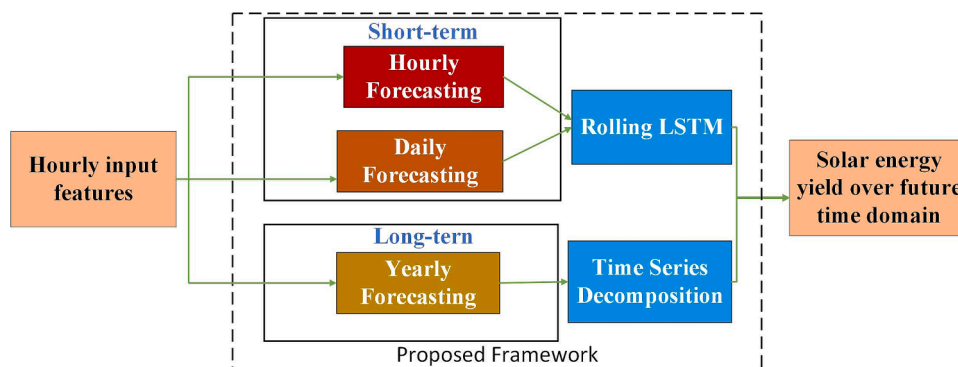 Short-term
Hourly
Forecasting
Daily
Forecasting
Rolling LSTM
Hourly input
features
Solar energy
yield over future
time domain
Long-tern
Yearly
Forecasting
Time Series
Decomposition
Proposed Framework